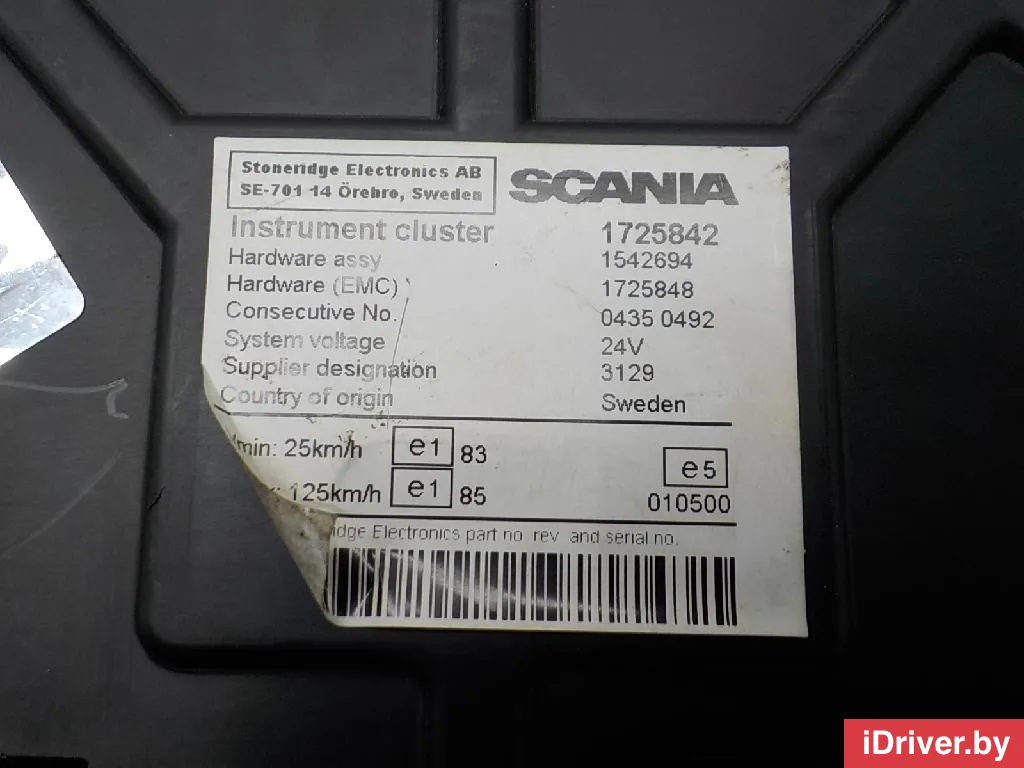 Stoneridge Electronics AB
SE-701 14 Örebro, Sweden
SCANIA
Instrument cluster 1725842
Hardware assy 1542694
Hardware (EMC) 1725848
Consecutive No. 0435 0492
System voltage 24V
Supplier designation 3129
Country of origin Sweden
min: 25km/h e1 83
125km/h e1 85
e5
010500
idge Electronics part no rev and serial no.
iDriver.by